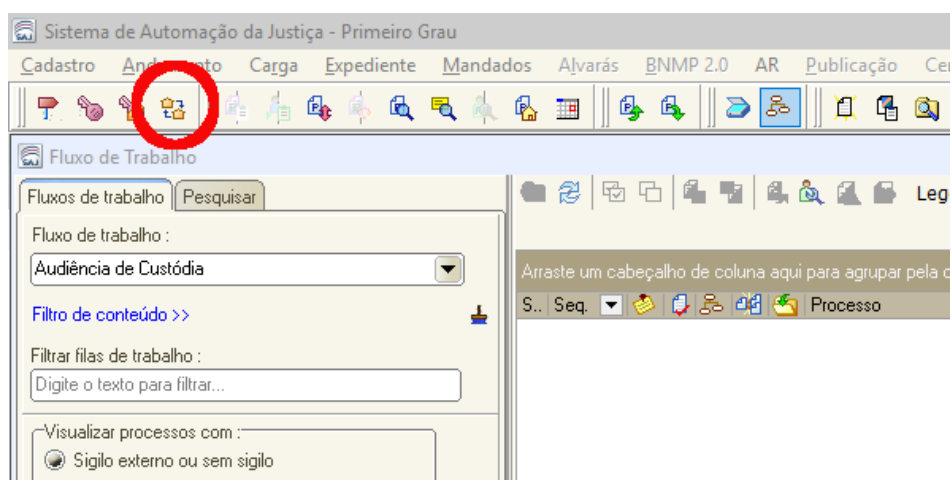 Sistema de Automação da Justiça - Primeiro Grau
Cadastro Andamento Carga Expediente Mandados Alvarás BNMP 2.0 AR Publicação Cer
Fluxo de Trabalho
Fluxos de trabalho Pesquisar
Leg
Fluxo de trabalho :
Audiência de Custódia
Arraste um cabeçalho de coluna aqui para agrupar pela c
Filtro de conteúdo >>
S.. Seq. Processo
Filtrar filas de trabalho :
Digite o texto para filtrar...
Visualizar processos com :
Sigilo externo ou sem sigilo